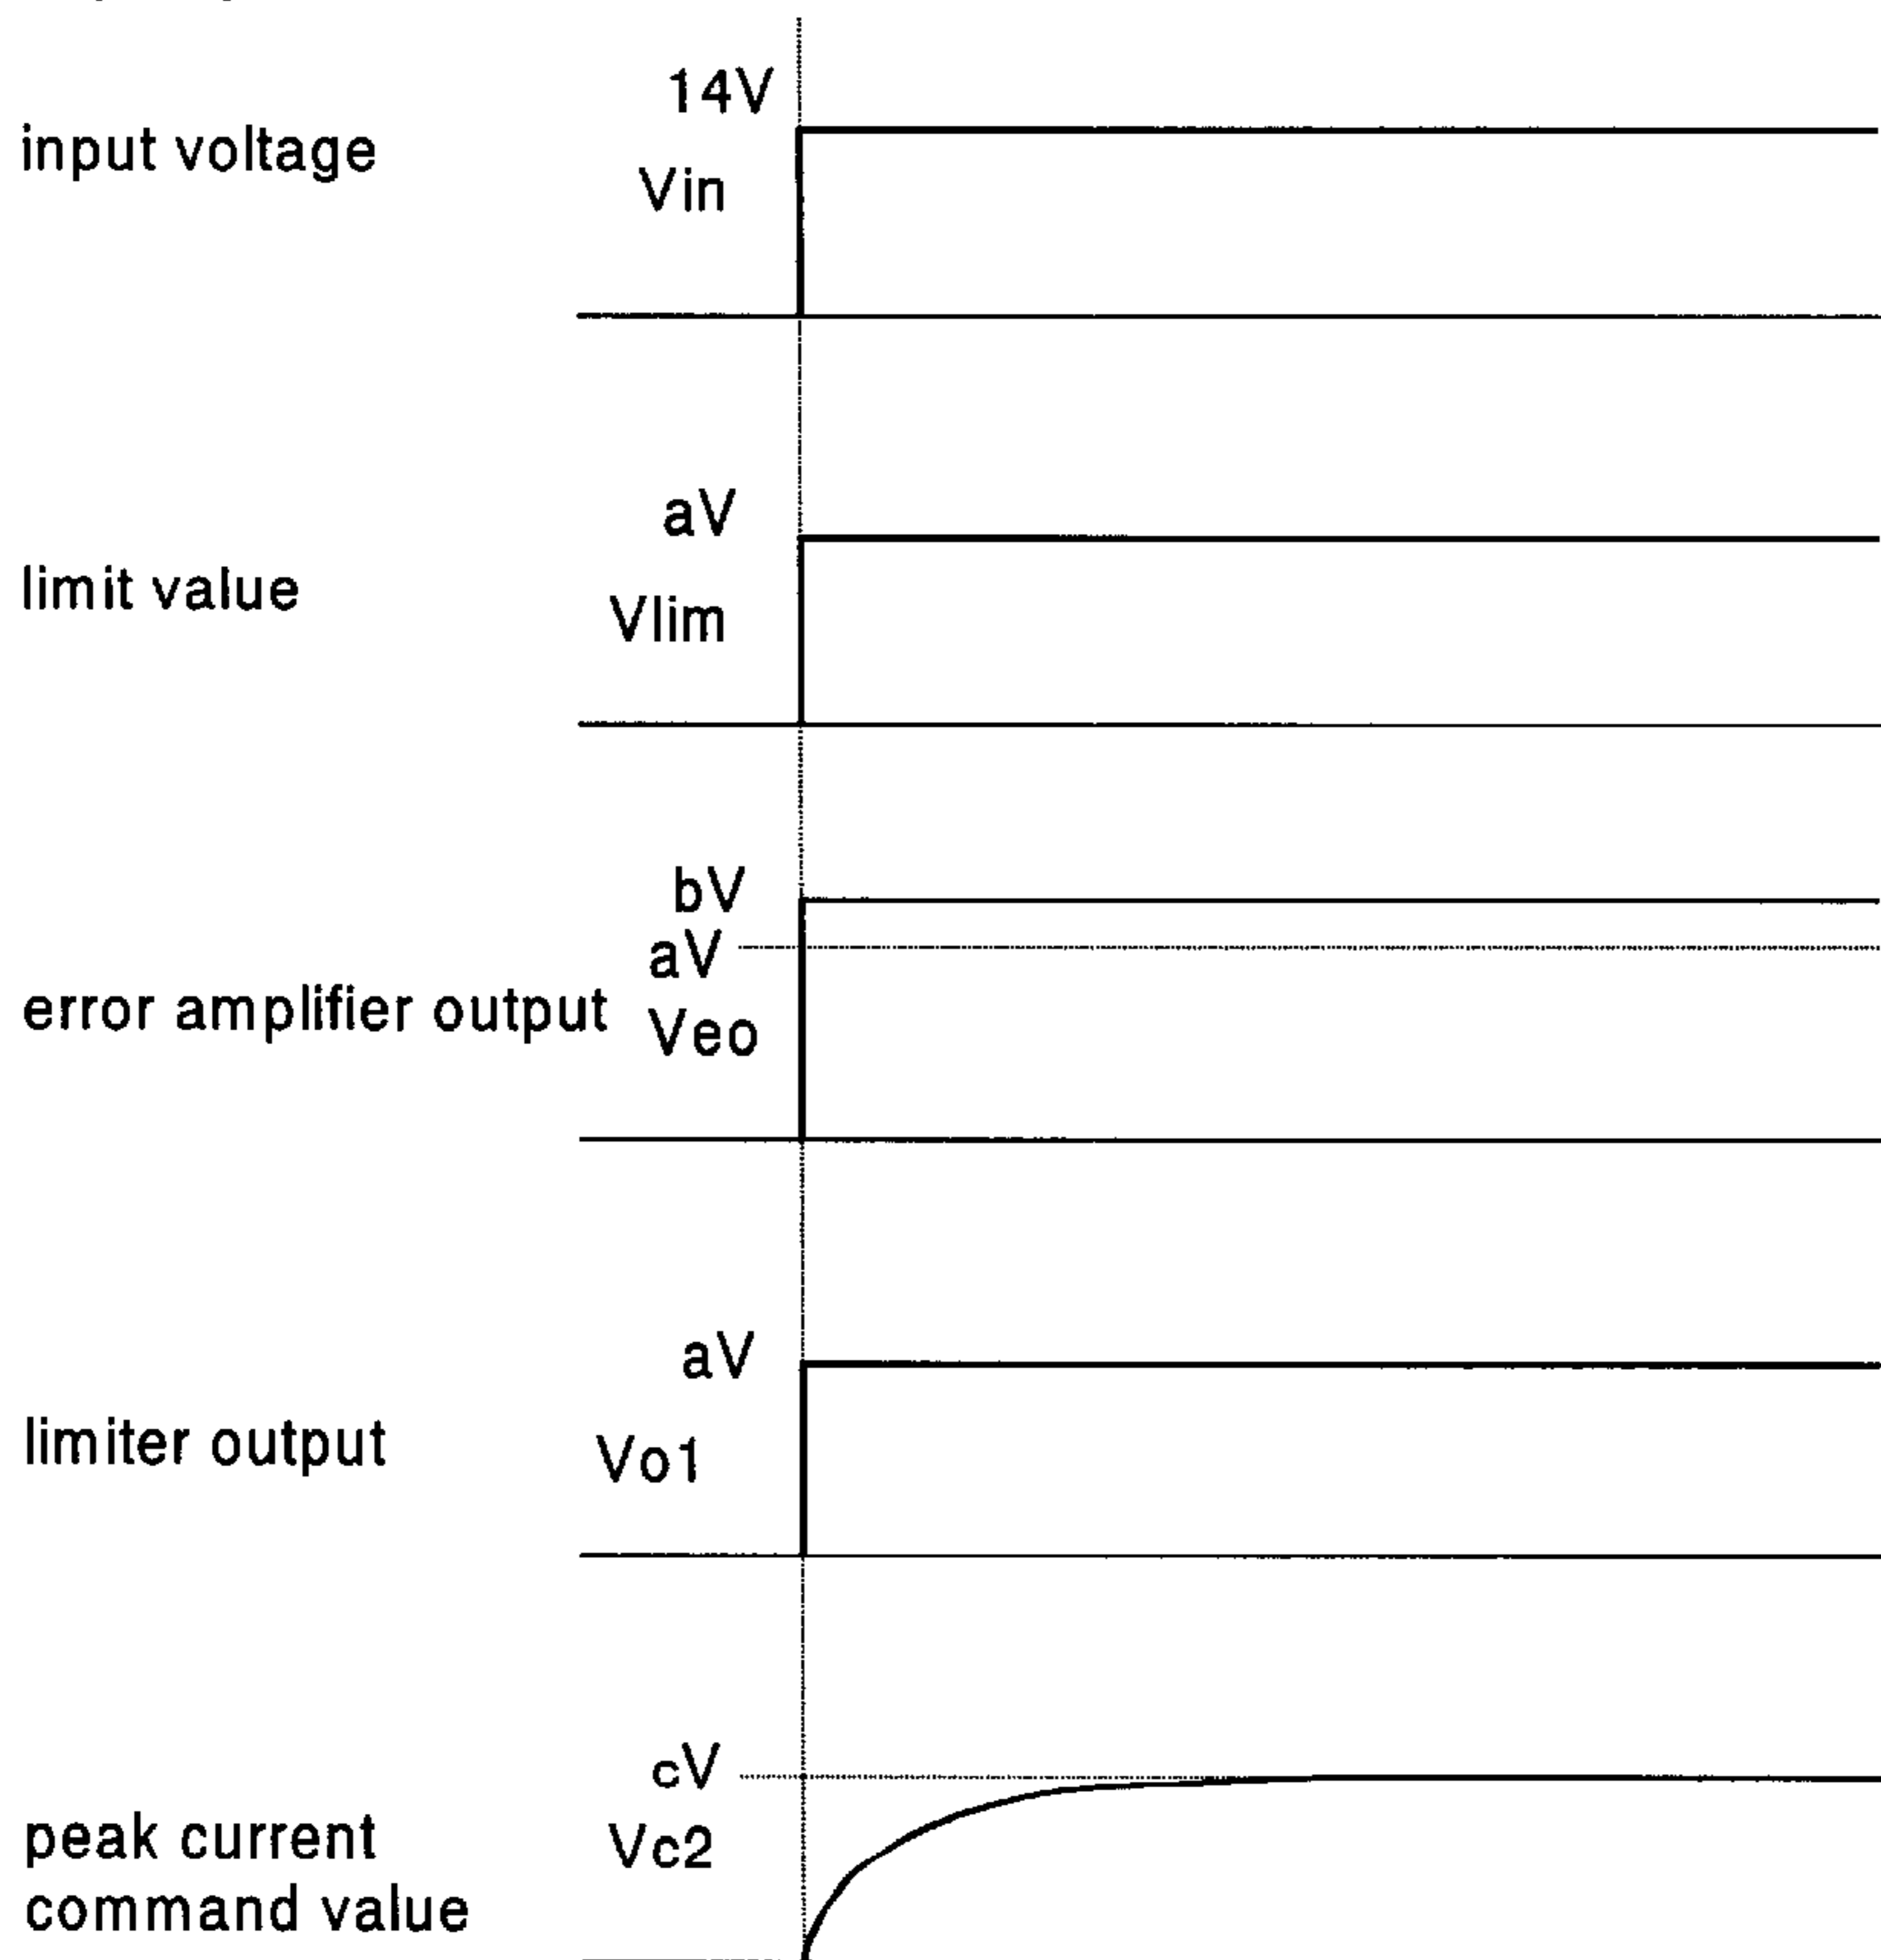 14V
input voltage
Vin
aV
limit value
Vlim
bV
aV
error amplifier output
Veo
aV
limiter output
Vo1
cV
peak current
Vc2
command value